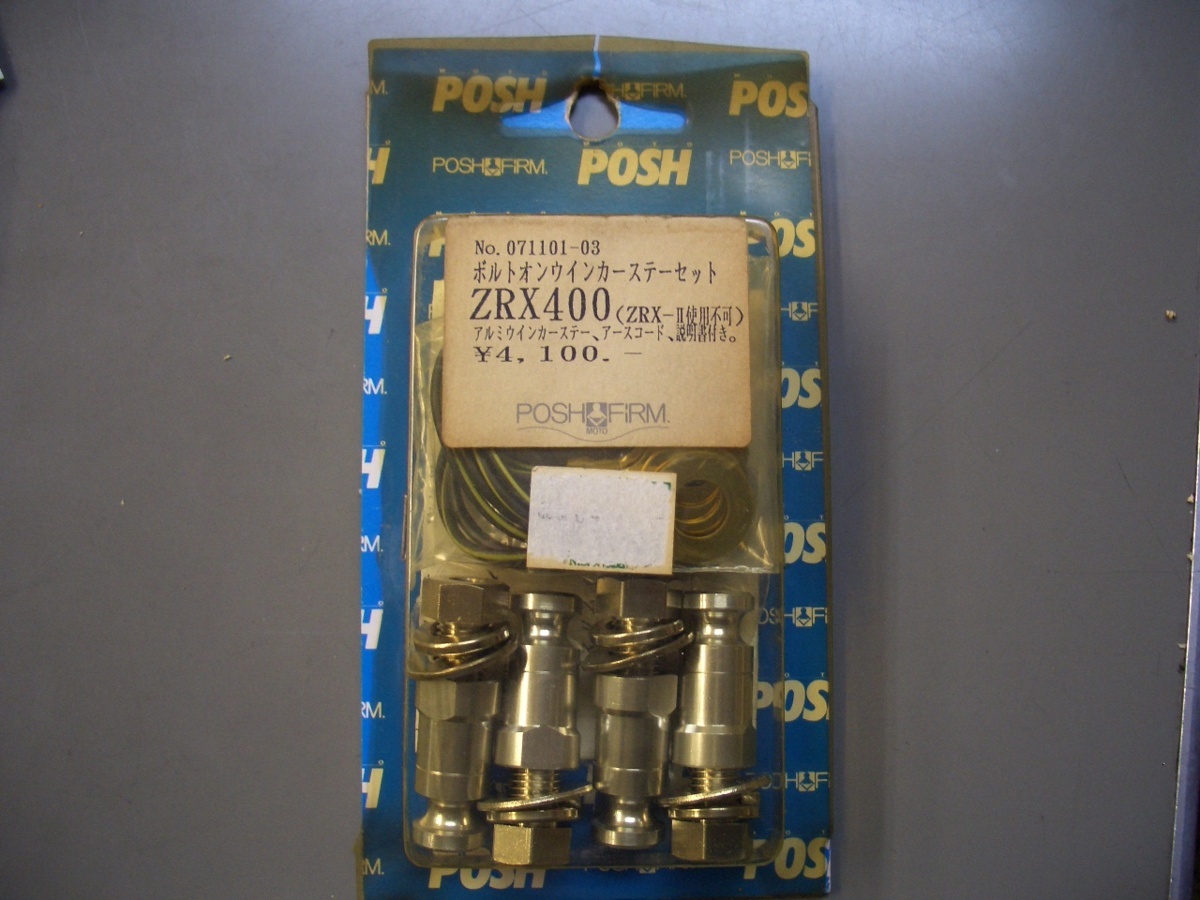 POSH
POSH FiRM.
POS
POSH FiRM.
POSH
POSH Fi
No. 071101-03
ボルトオンウインカーステーセット
ZRX400(ZRX-Ⅱ使用不可)
アルミウインカーステー、アースコード、説明書付き。
¥4,100.-
POSH FiRM.
MOTO